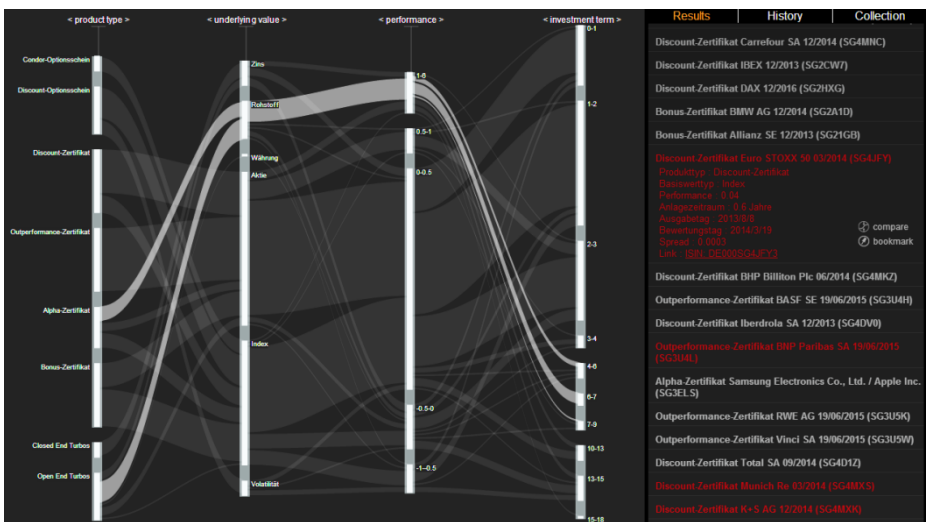 < product type >
< underlying value >
< performance >
< investment term >
Condor-Optionsschein
Discount-Optionsschein
Discount-Zertifikat
Outperformance-Zertifikat
Alpha-Zertifikat
Bonus-Zertifikat
Closed End Turbos
Open End Turbos
Zins
Rohstoff
Währung
Aktie
Index
Volatilität
1-6
0.5-1
0-0.5
-0.5-0
-1--0.5
0-1
1-2
2-3
3-4
4-6
6-7
7-9
10-13
13-15
15-18
Results
History
Collection
Discount-Zertifikat Carrefour SA 12/2014 (SG4MNC)
Discount-Zertifikat IBEX 12/2013 (SG2CW7)
Discount-Zertifikat DAX 12/2016 (SG2HXG)
Bonus-Zertifikat BMW AG 12/2014 (SG2A1D)
Bonus-Zertifikat Allianz SE 12/2013 (SG21GB)
Discount-Zertifikat Euro STOXX 50 03/2014 (SG4JFY)
Produkttyp : Discount-Zertifikat
Basiswerttyp : Index
Performance : 0.04
Anlagezeitraum : 0.6 Jahre
Ausgabetag : 2013/8/8
Bewertungstag : 2014/3/19
Spread : 0.0003
Link : ISIN: DE000SG4JFY3
compare
bookmark
Discount-Zertifikat BHP Billiton Plc 06/2014 (SG4MKZ)
Outperformance-Zertifikat BASF SE 19/06/2015 (SG3U4H)
Discount-Zertifikat Iberdrola SA 12/2013 (SG4DV0)
Outperformance-Zertifikat BNP Paribas SA 19/06/2015
(SG3U4L)
Alpha-Zertifikat Samsung Electronics Co., Ltd. / Apple Inc.
(SG3ELS)
Outperformance-Zertifikat RWE AG 19/06/2015 (SG3U5K)
Outperformance-Zertifikat Vinci SA 19/06/2015 (SG3U5W)
Discount-Zertifikat Total SA 09/2014 (SG4D1Z)
Discount-Zertifikat Munich Re 03/2014 (SG4MXS)
Discount-Zertifikat K+S AG 12/2014 (SG4MXK)